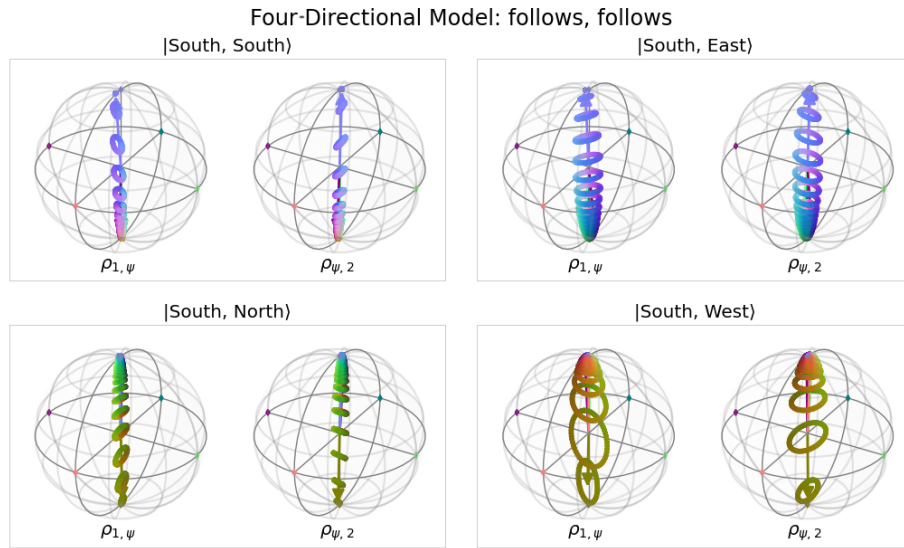 Four-Directional Model: follows, follows
|South, South⟩
|South, East⟩
ρ1, ψ
ρψ, 2
ρ1, ψ
ρψ, 2
|South, North⟩
|South, West⟩
ρ1, ψ
ρψ, 2
ρ1, ψ
ρψ, 2